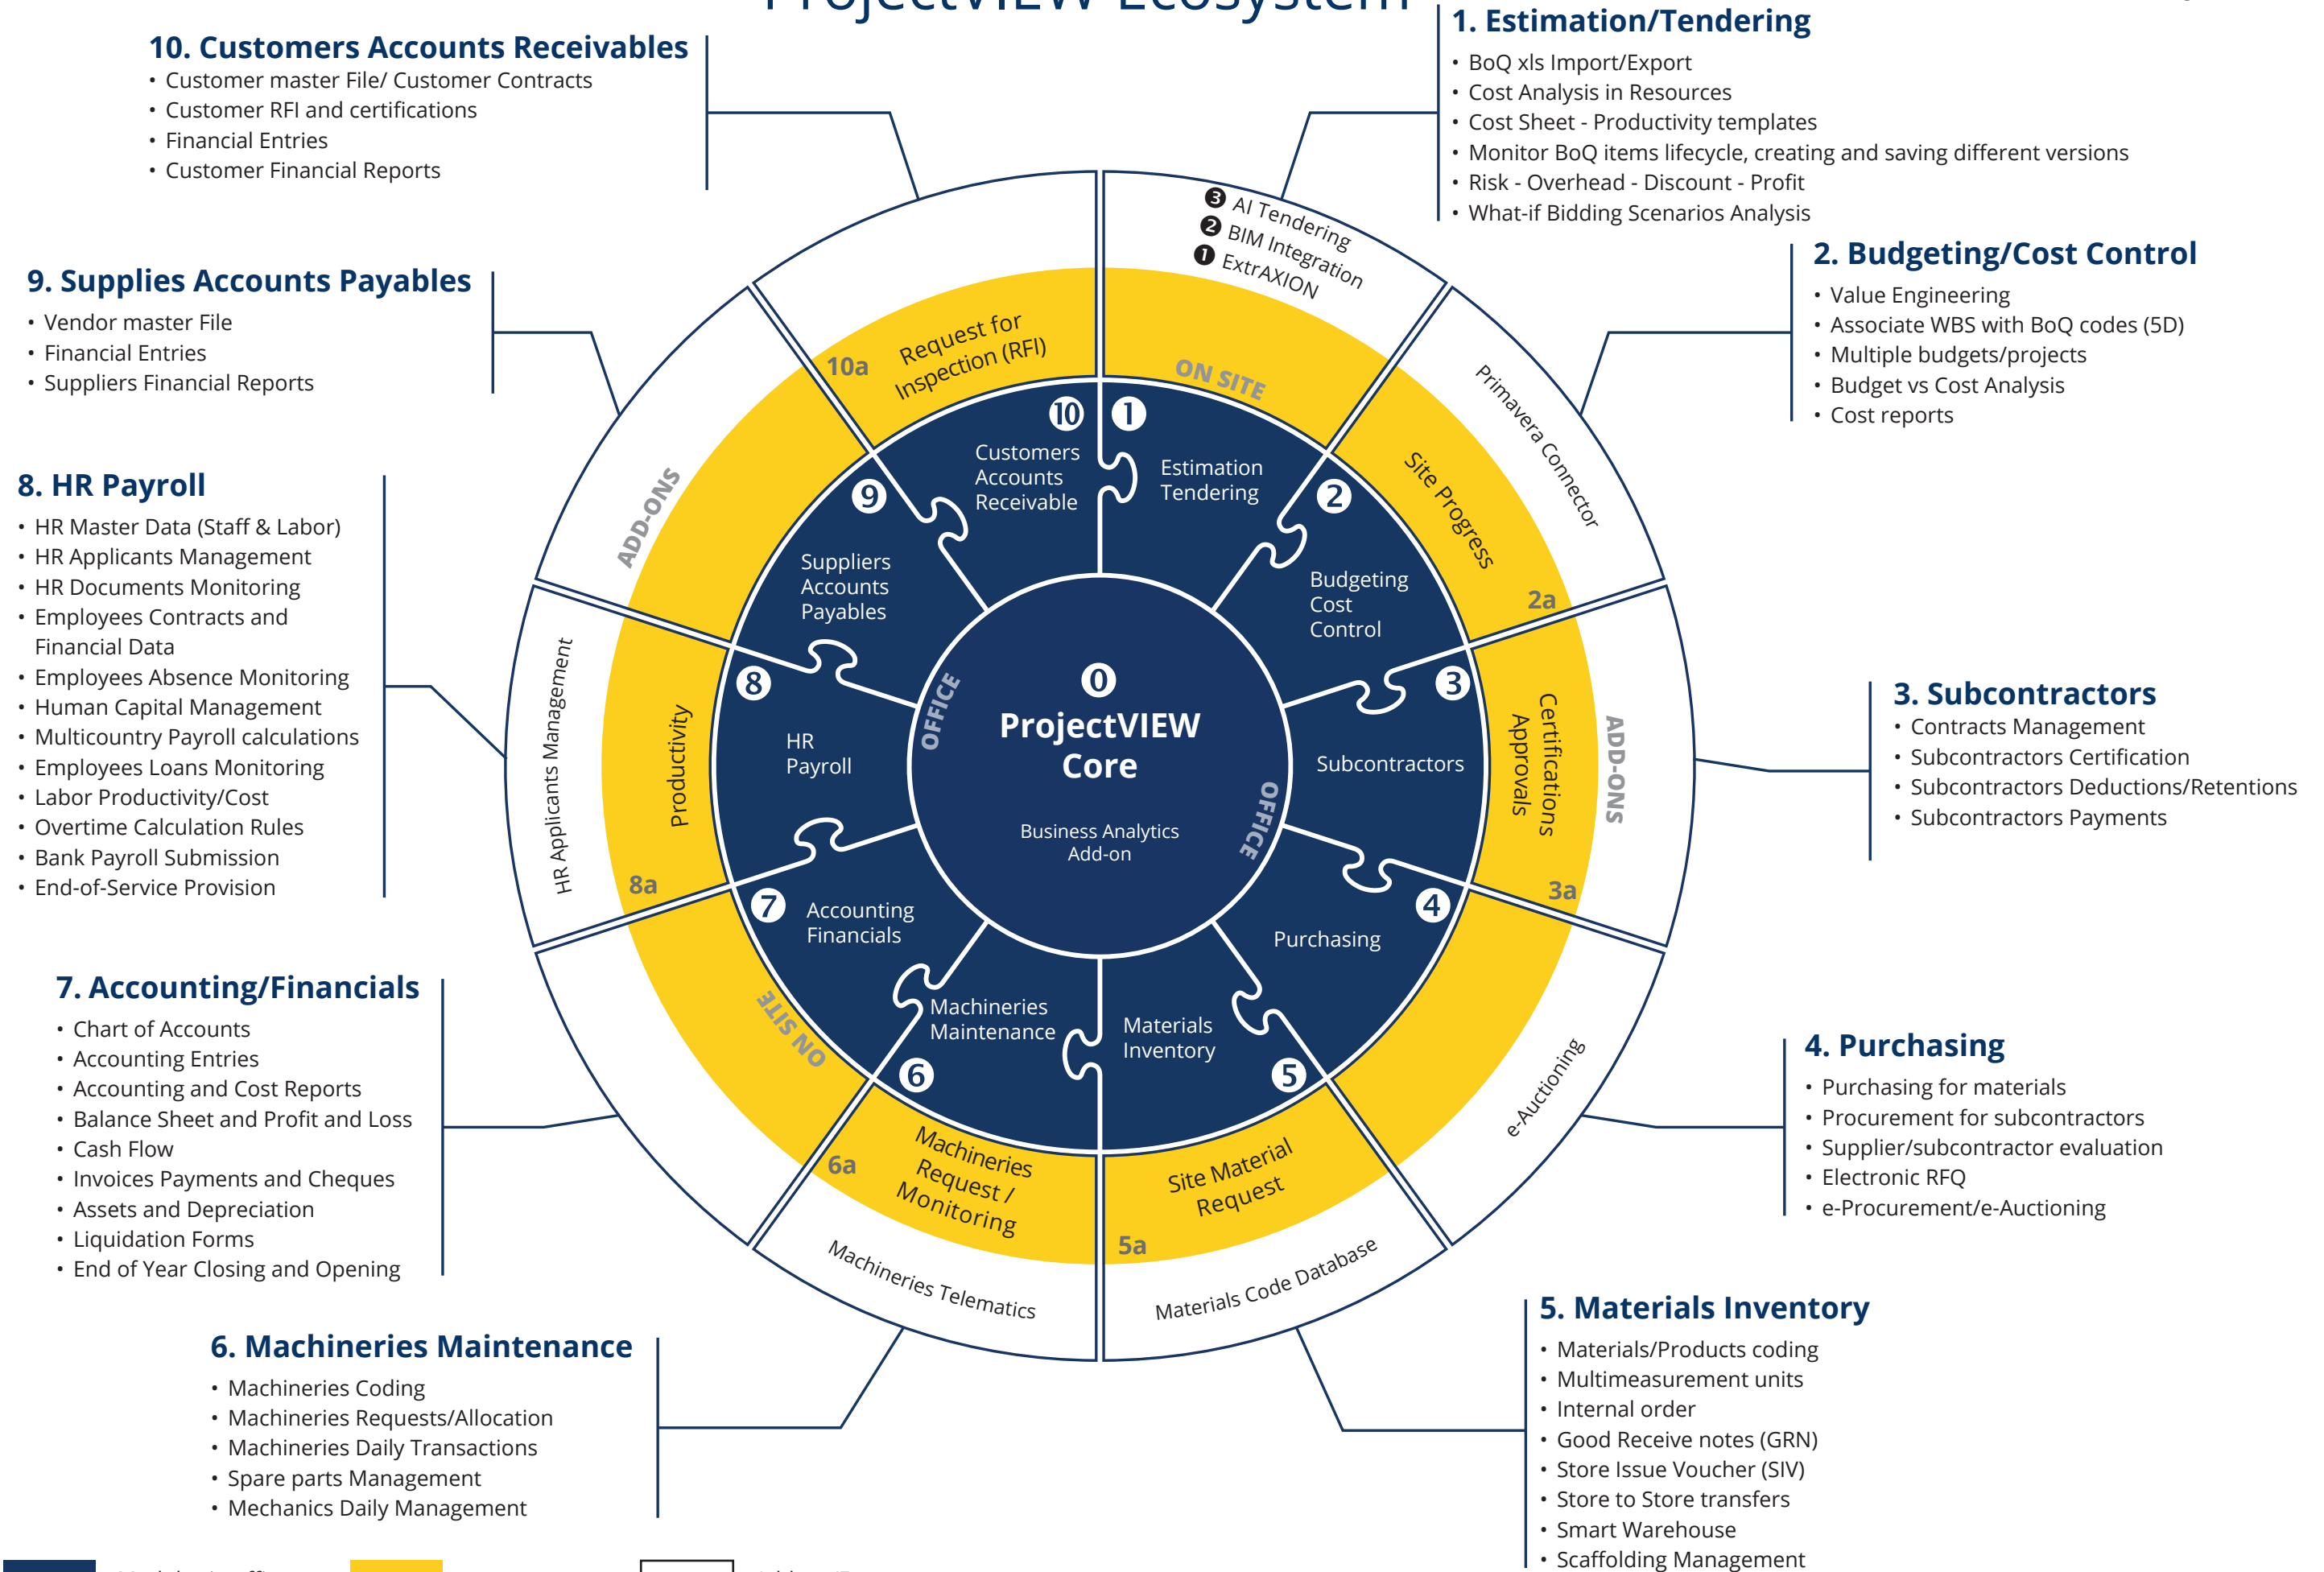 ProjectVIEW Ecosystem
10. Customers Accounts Receivables
• Customer master File/ Customer Contracts
• Customer RFI and certifications
• Financial Entries
• Customer Financial Reports
1. Estimation/Tendering
• BoQ xls Import/Export
• Cost Analysis in Resources
• Cost Sheet - Productivity templates
• Monitor BoQ items lifecycle, creating and saving different versions
• Risk - Overhead - Discount - Profit
• What-if Bidding Scenarios Analysis
9. Supplies Accounts Payables
• Vendor master File
• Financial Entries
• Suppliers Financial Reports
2. Budgeting/Cost Control
• Value Engineering
• Associate WBS with BoQ codes (5D)
• Multiple budgets/projects
• Budget vs Cost Analysis
• Cost reports
8. HR Payroll
• HR Master Data (Staff & Labor)
• HR Applicants Management
• HR Documents Monitoring
• Employees Contracts and
Financial Data
• Employees Absence Monitoring
• Human Capital Management
• Multicountry Payroll calculations
• Employees Loans Monitoring
• Labor Productivity/Cost
• Overtime Calculation Rules
• Bank Payroll Submission
• End-of-Service Provision
3. Subcontractors
• Contracts Management
• Subcontractors Certification
• Subcontractors Deductions/Retentions
• Subcontractors Payments
7. Accounting/Financials
• Chart of Accounts
• Accounting Entries
• Accounting and Cost Reports
• Balance Sheet and Profit and Loss
• Cash Flow
• Invoices Payments and Cheques
• Assets and Depreciation
• Liquidation Forms
• End of Year Closing and Opening
4. Purchasing
• Purchasing for materials
• Procurement for subcontractors
• Supplier/subcontractor evaluation
• Electronic RFQ
• e-Procurement/e-Auctioning
6. Machineries Maintenance
• Machineries Coding
• Machineries Requests/Allocation
• Machineries Daily Transactions
• Spare parts Management
• Mechanics Daily Management
5. Materials Inventory
• Materials/Products coding
• Multimeasurement units
• Internal order
• Good Receive notes (GRN)
• Store Issue Voucher (SIV)
• Store to Store transfers
• Smart Warehouse
• Scaffolding Management
3 AI Tendering
2 BIM Integration
1 ExtrAXION
Primavera Connector
ADD-ONS
e-Auctioning
Materials Code Database
Machineries Telematics
HR Applicants Management
ADD-ONS
ON SITE
Site Progress
2a
Certifications
Approvals
3a
Site Material
Request
5a
Machineries
Request /
Monitoring
6a
ON SITE
Productivity
8a
Request for
Inspection (RFI)
10a
1
Estimation
Tendering
2
Budgeting
Cost
Control
3
Subcontractors
4
Purchasing
5
Materials
Inventory
6
Machineries
Maintenance
7
Accounting
Financials
8
HR
Payroll
9
Suppliers
Accounts
Payables
10
Customers
Accounts
Receivable
OFFICE
OFFICE
0
ProjectVIEW
Core
Business Analytics
Add-on